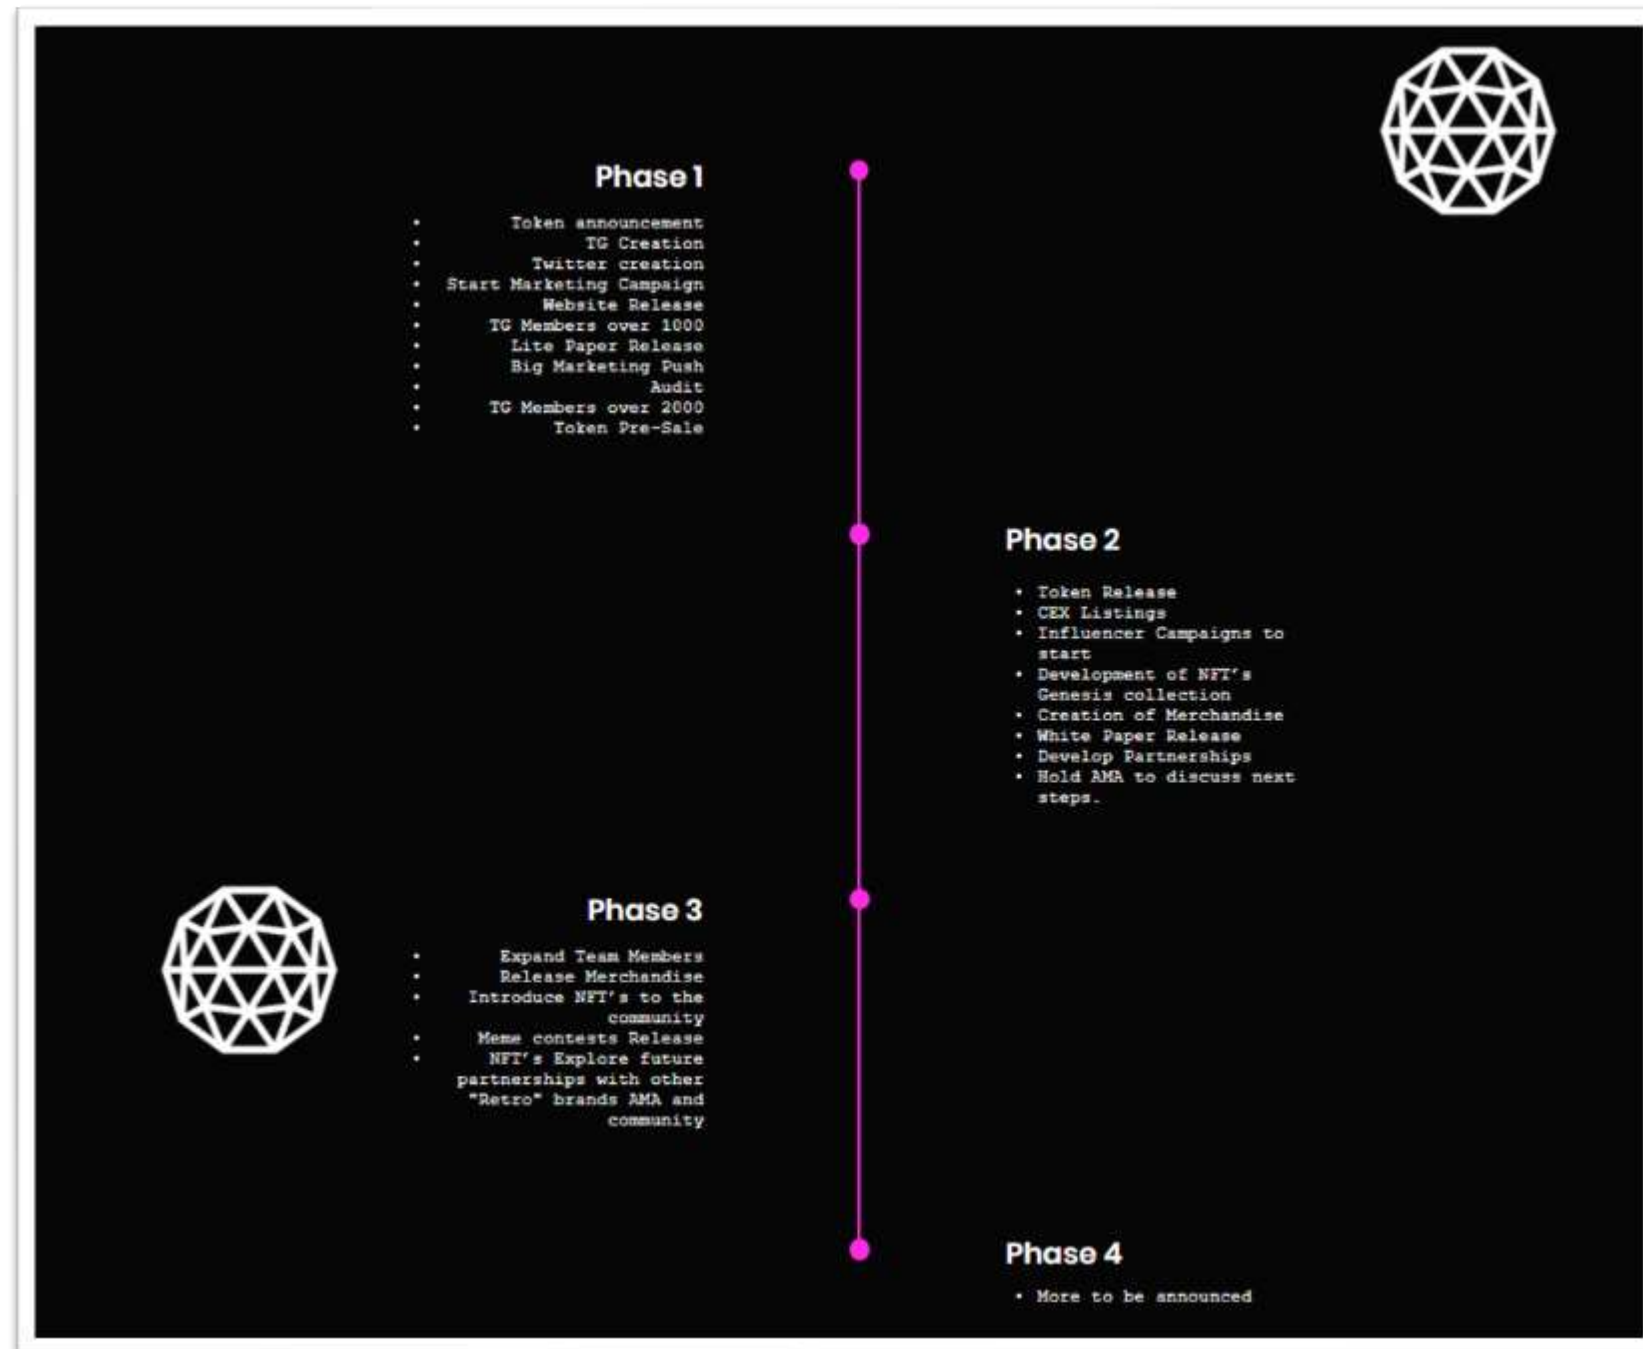 Phase 1
• Token announcement
• TG Creation
• Twitter creation
• Start Marketing Campaign
• Website Release
• TG Members over 1000
• Lite Paper Release
• Big Marketing Push
• Audit
• TG Members over 2000
• Token Pre-Sale
Phase 2
• Token Release
• CEX Listings
• Influencer Campaigns to
start
• Development of NFT's
Genesis collection
• Creation of Merchandise
• White Paper Release
• Develop Partnerships
• Hold AMA to discuss next
steps.
Phase 3
• Expand Team Members
• Release Merchandise
• Introduce NFT's to the
community
• Meme contests Release
• NFT's Explore future
partnerships with other
"Retro" brands AMA and
community
Phase 4
• More to be announced